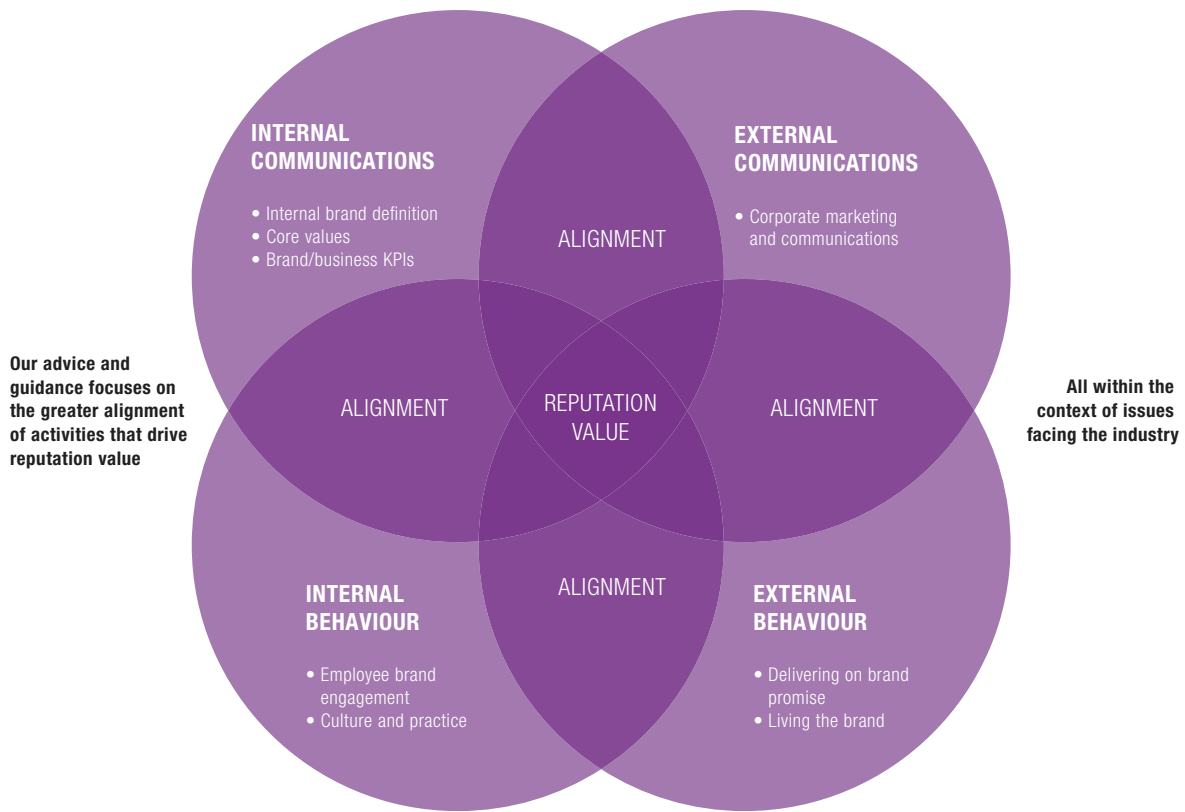 INTERNAL
COMMUNICATIONS
• Internal brand definition
• Core values
• Brand/business KPIs
EXTERNAL
COMMUNICATIONS
• Corporate marketing
and communications
ALIGNMENT
Our advice and
guidance focuses on
the greater alignment
of activities that drive
reputation value
ALIGNMENT
REPUTATION
VALUE
ALIGNMENT
All within the
context of issues
facing the industry
ALIGNMENT
INTERNAL
BEHAVIOUR
• Employee brand
engagement
• Culture and practice
EXTERNAL
BEHAVIOUR
• Delivering on brand
promise
• Living the brand